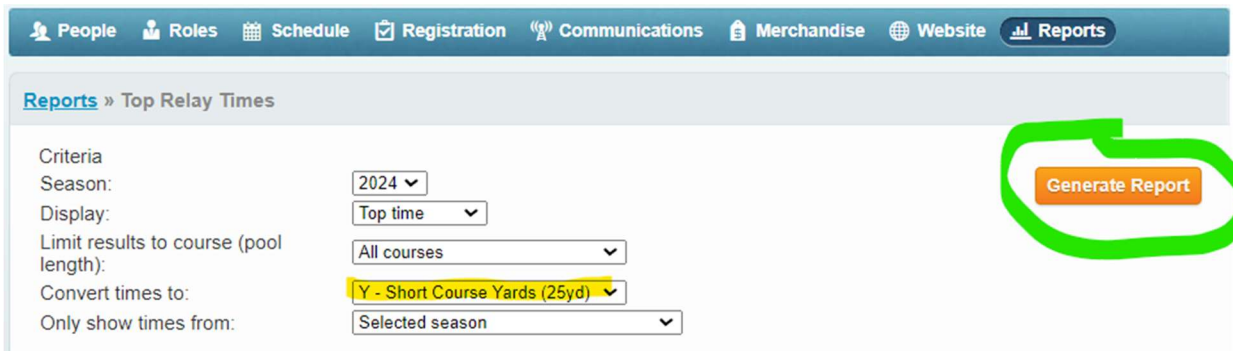 People Roles Schedule Registration Communications Merchandise Website Reports
Reports » Top Relay Times
Criteria
Season: 2024
Generate Report
Display: Top time
Limit results to course (pool
length): All courses
Convert times to: Y - Short Course Yards (25yd)
Only show times from: Selected season